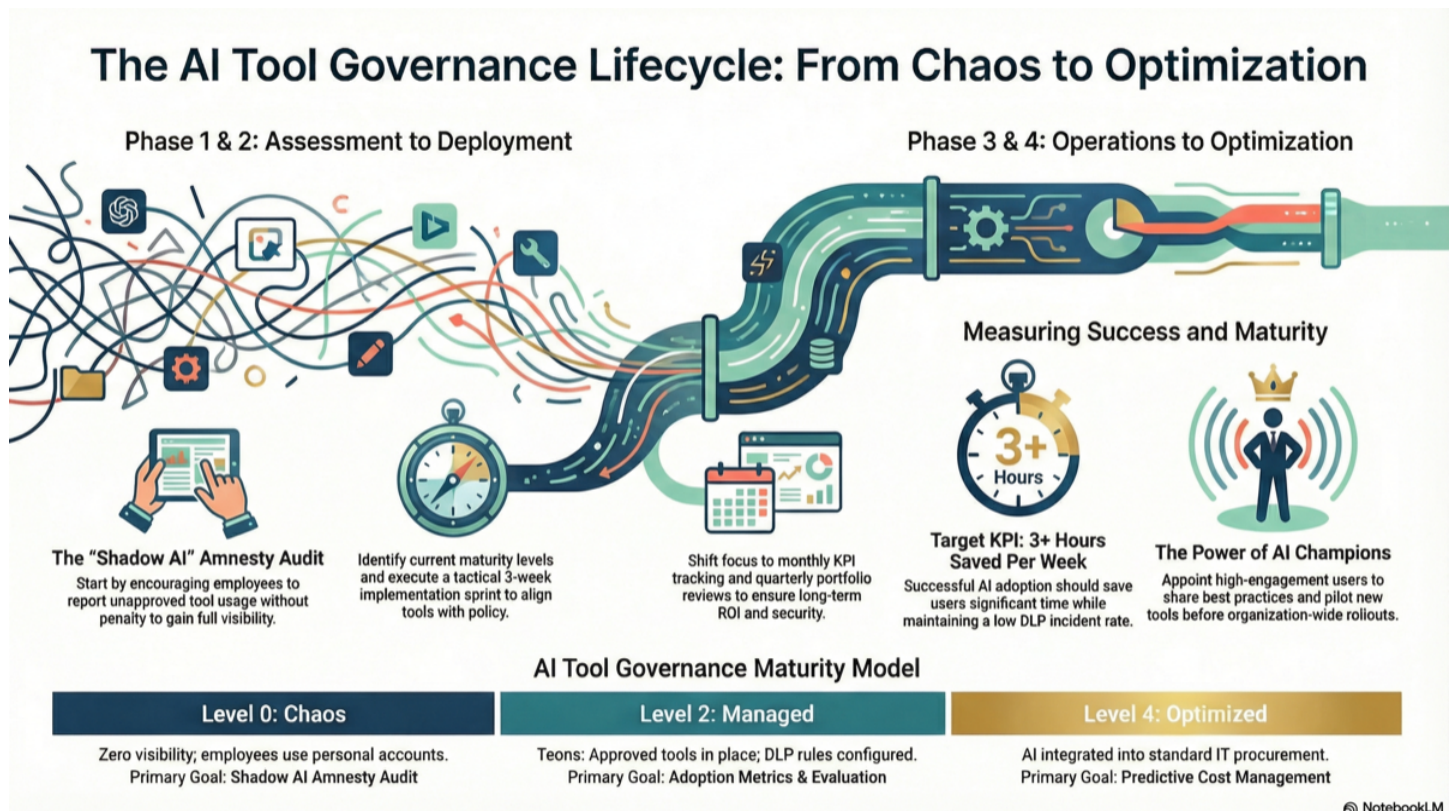 The AI Tool Governance Lifecycle: From Chaos to Optimization
Phase 1 & 2: Assessment to Deployment
Phase 3 & 4: Operations to Optimization
The “Shadow AI” Amnesty Audit
Start by encouraging employees to
report unapproved tool usage without
penalty to gain full visibility.
Identify current maturity levels
and execute a tactical 3-week
implementation sprint to align
tools with policy.
Shift focus to monthly KPI
tracking and quarterly portfolio
reviews to ensure long-term
ROI and security.
Measuring Success and Maturity
3+
Hours
Target KPI: 3+ Hours
Saved Per Week
Successful AI adoption should save
users significant time while
maintaining a low DLP incident rate.
The Power of AI Champions
Appoint high-engagement users to
share best practices and pilot new
tools before organization-wide rollouts.
AI Tool Governance Maturity Model
Level 0: Chaos
Zero visibility; employees use personal accounts.
Primary Goal: Shadow AI Amnesty Audit
Level 2: Managed
Teons: Approved tools in place; DLP rules configured.
Primary Goal: Adoption Metrics & Evaluation
Level 4: Optimized
AI integrated into standard IT procurement.
Primary Goal: Predictive Cost Management
NotebookLM